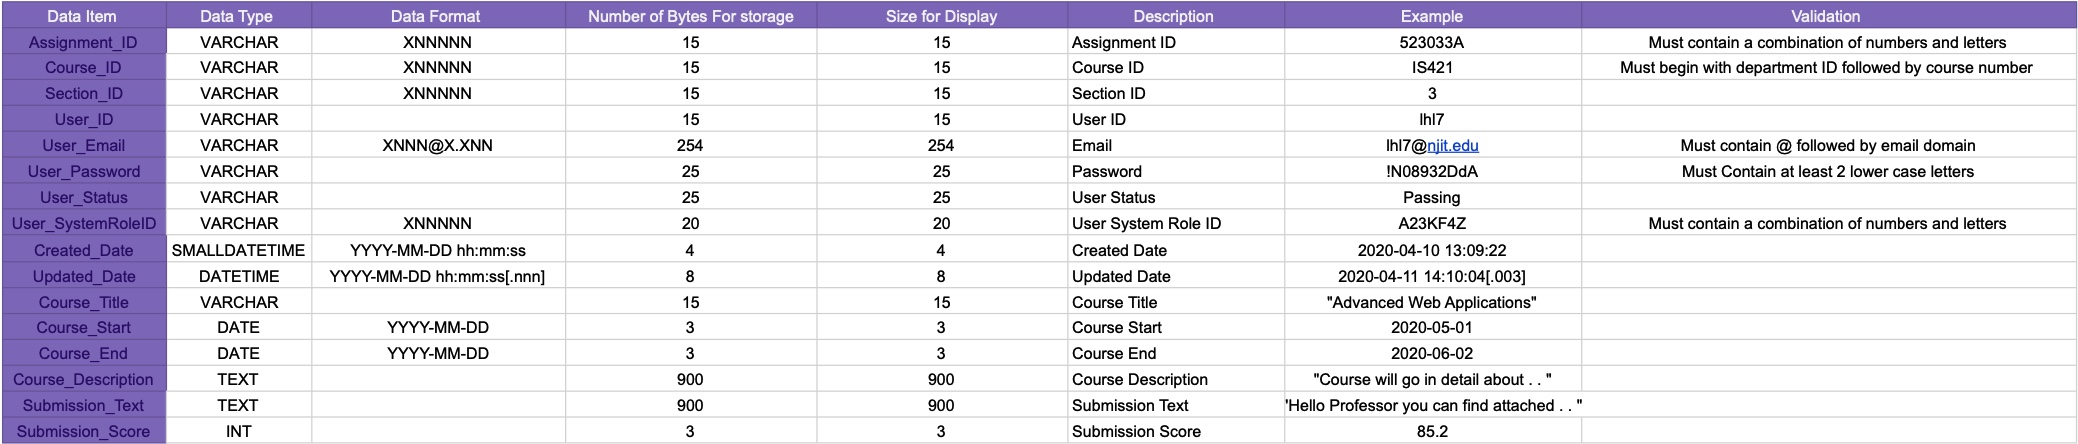 Data Item Data Type Data Format Number of Bytes For storage Size for Display Description Example Validation
Assignment_ID VARCHAR XNNNNN 15 15 Assignment ID 523033A Must contain a combination of numbers and letters
Course_ID VARCHAR XNNNNN 15 15 Course ID IS421 Must begin with department ID followed by course number
Section_ID VARCHAR XNNNNN 15 15 Section ID 3
User_ID VARCHAR 15 15 User ID lhl7
User_Email VARCHAR XNNN@X.XNN 254 254 Email lhl7@njit.edu Must contain @ followed by email domain
User_Password VARCHAR 25 25 Password !N08932DdA Must Contain at least 2 lower case letters
User_Status VARCHAR 25 25 User Status Passing
User_SystemRoleID VARCHAR XNNNNN 20 20 User System Role ID A23KF4Z Must contain a combination of numbers and letters
Created_Date SMALLDATETIME YYYY-MM-DD hh:mm:ss 4 4 Created Date 2020-04-10 13:09:22
Updated_Date DATETIME YYYY-MM-DD hh:mm:ss[.nnn] 8 8 Updated Date 2020-04-11 14:10:04[.003]
Course_Title VARCHAR 15 15 Course Title "Advanced Web Applications"
Course_Start DATE YYYY-MM-DD 3 3 Course Start 2020-05-01
Course_End DATE YYYY-MM-DD 3 3 Course End 2020-06-02
Course_Description TEXT 900 900 Course Description "Course will go in detail about . . "
Submission_Text TEXT 900 900 Submission Text 'Hello Professor you can find attached . . "
Submission_Score INT 3 3 Submission Score 85.2